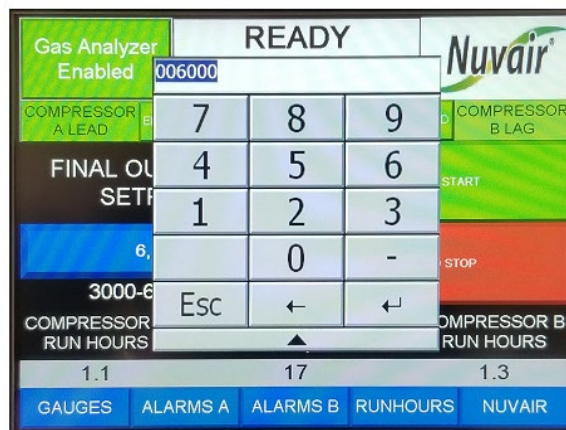 Gas Analyzer
Enabled
READY
Nuvair
006000
COMPRESSOR
A LEAD
COMPRESSOR
B LAG
7 8 9
FINAL OU
SETP
4 5 6
START
1 2 3
6,
0 -
STOP
3000-6
Esc ← ↵
COMPRESSOR
RUN HOURS
▲
OMPRESSOR B
RUN HOURS
1.1 17 1.3
GAUGES ALARMS A ALARMS B RUNHOURS NUVAIR